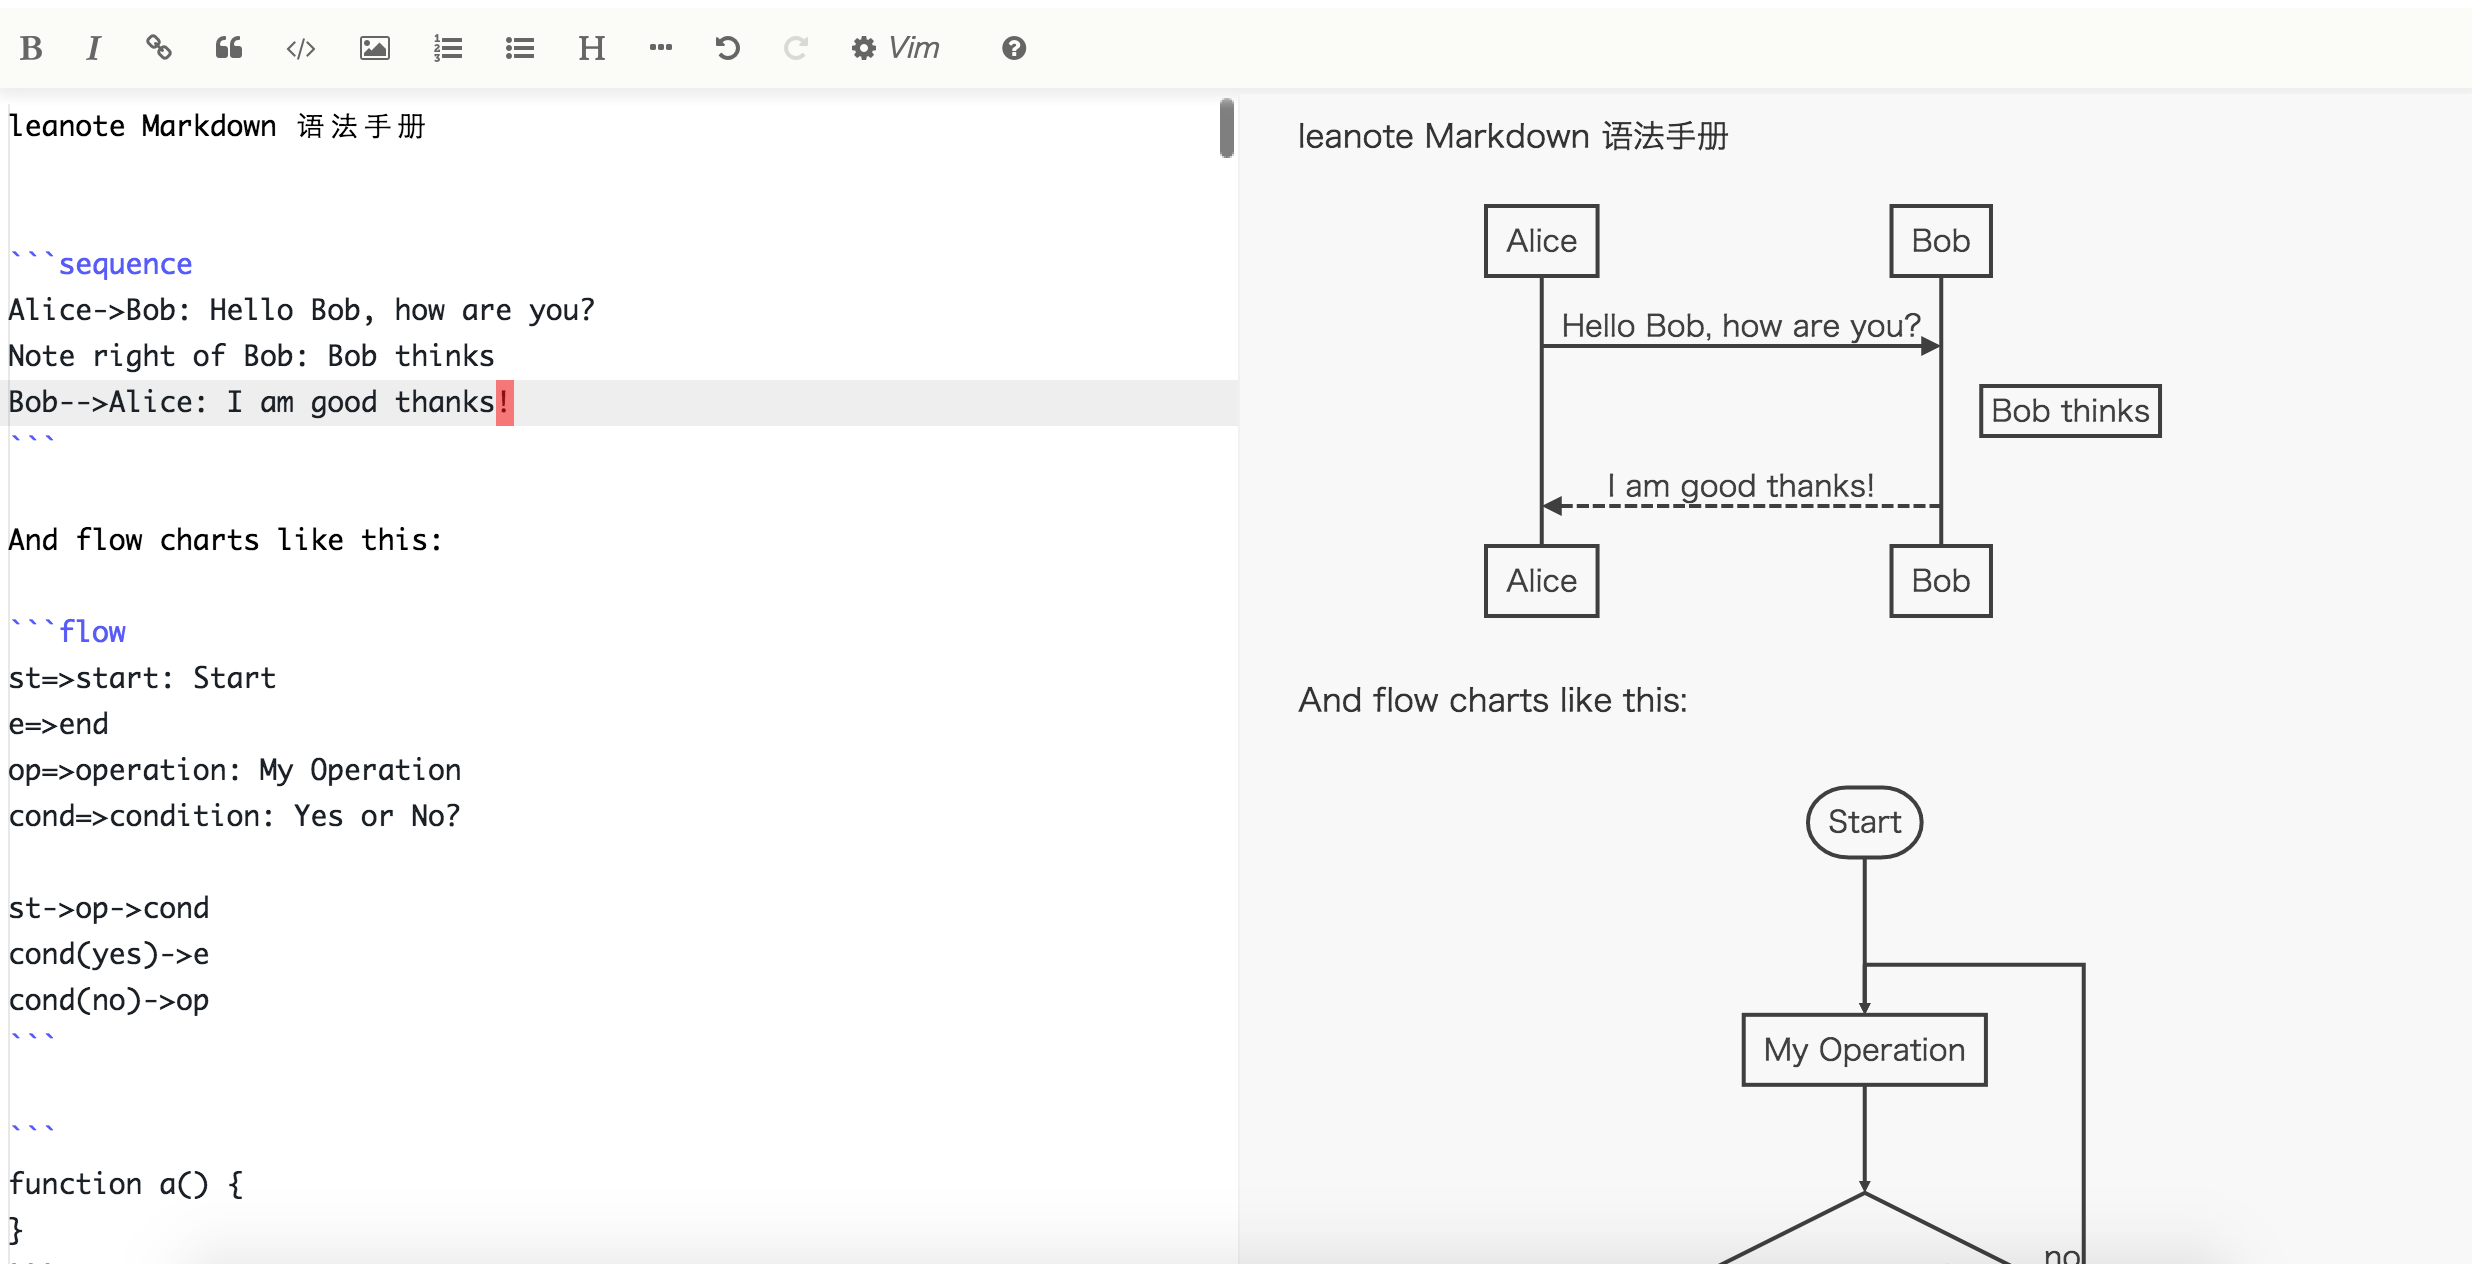 B I H Vim
leanote Markdown 语法手册
```sequence
Alice->Bob: Hello Bob, how are you?
Note right of Bob: Bob thinks
Bob-->Alice: I am good thanks!
```
And flow charts like this:
```flow
st=>start: Start
e=>end
op=>operation: My Operation
cond=>condition: Yes or No?
st->op->cond
cond(yes)->e
cond(no)->op
```
```
function a() {
}
leanote Markdown 语法手册
Alice Bob
Hello Bob, how are you?
Bob thinks
I am good thanks!
Alice Bob
And flow charts like this:
Start
My Operation
no